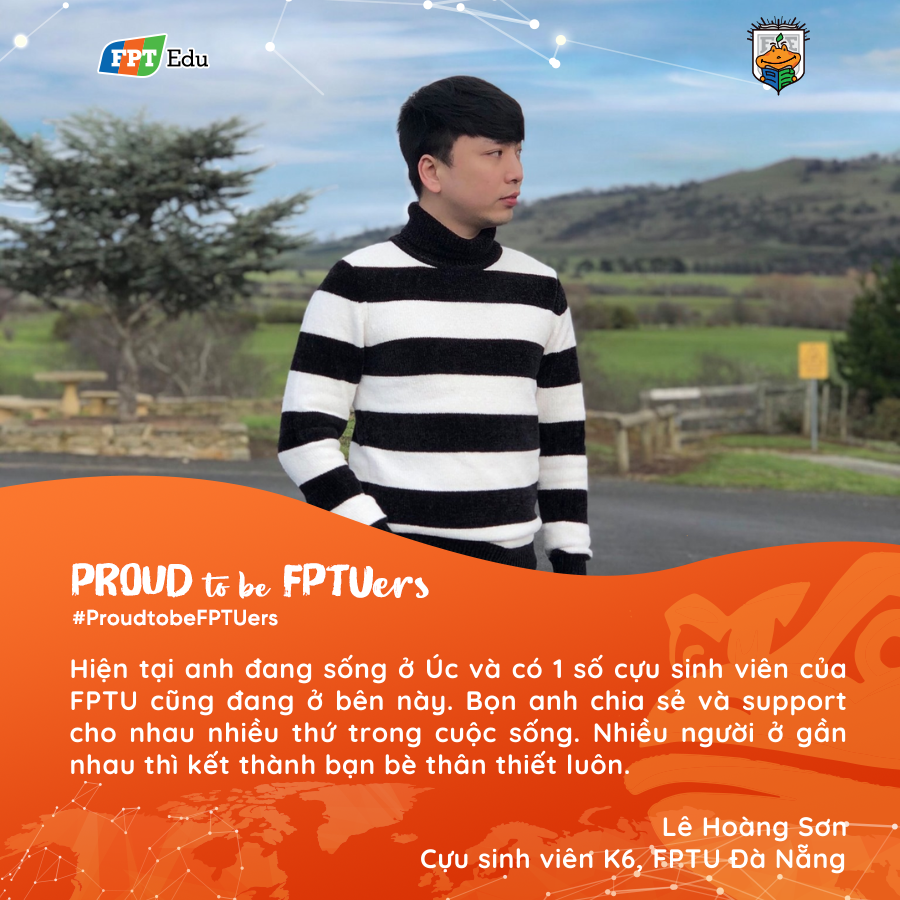 FPT Edu
PROUD to be FPTUers
#ProudtobeFPTUers
Hiện tại anh đang sống ở Úc và có 1 số cựu sinh viên của
FPTU cũng đang ở bên này. Bọn anh chia sẻ và support
cho nhau nhiều thứ trong cuộc sống. Nhiều người ở gần
nhau thì kết thành bạn bè thân thiết luôn.
Lê Hoàng Sơn
Cựu sinh viên K6, FPTU Đà Nẵng